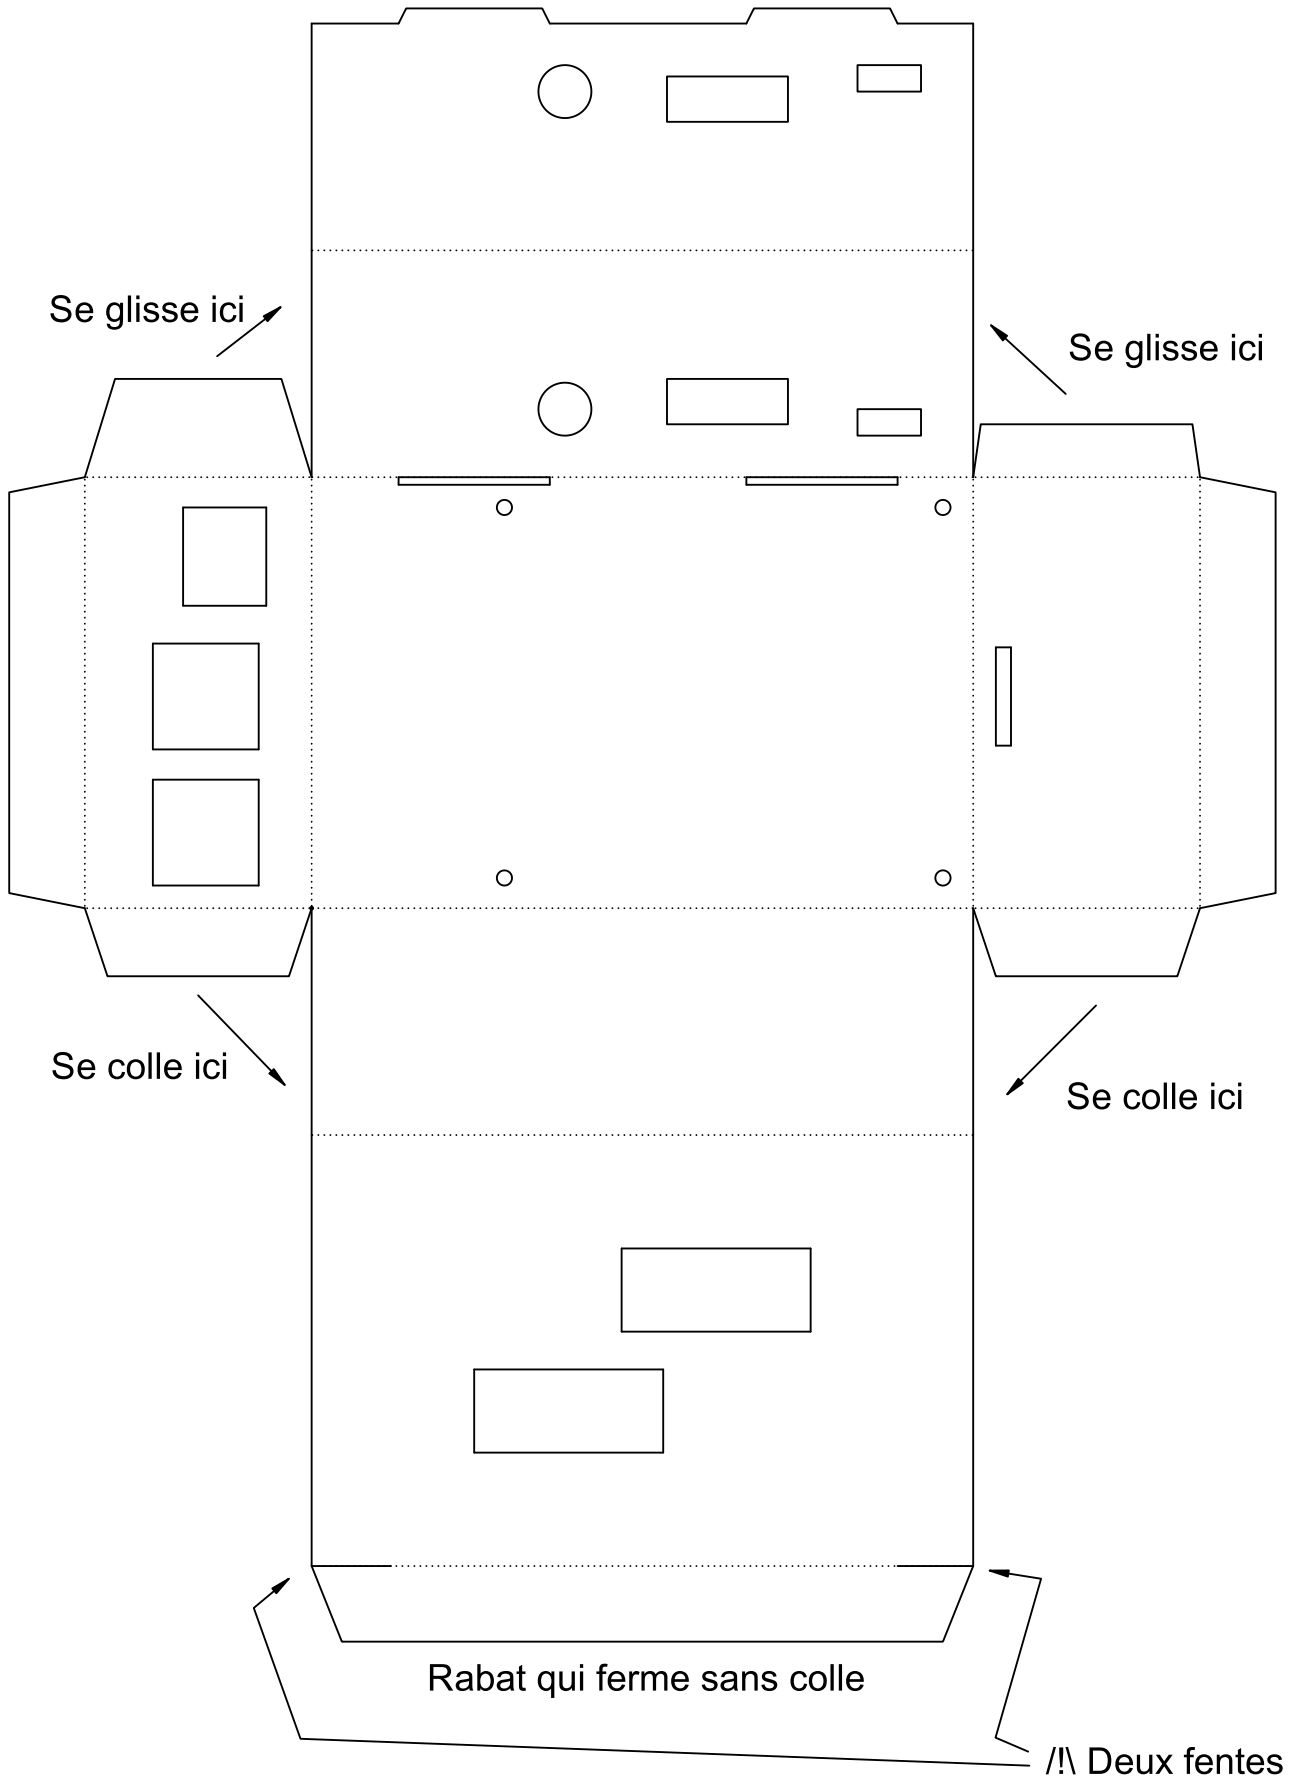 Se glisse ici
Se glisse ici
Se colle ici
Se colle ici
Rabat qui ferme sans colle
/!\ Deux fentes